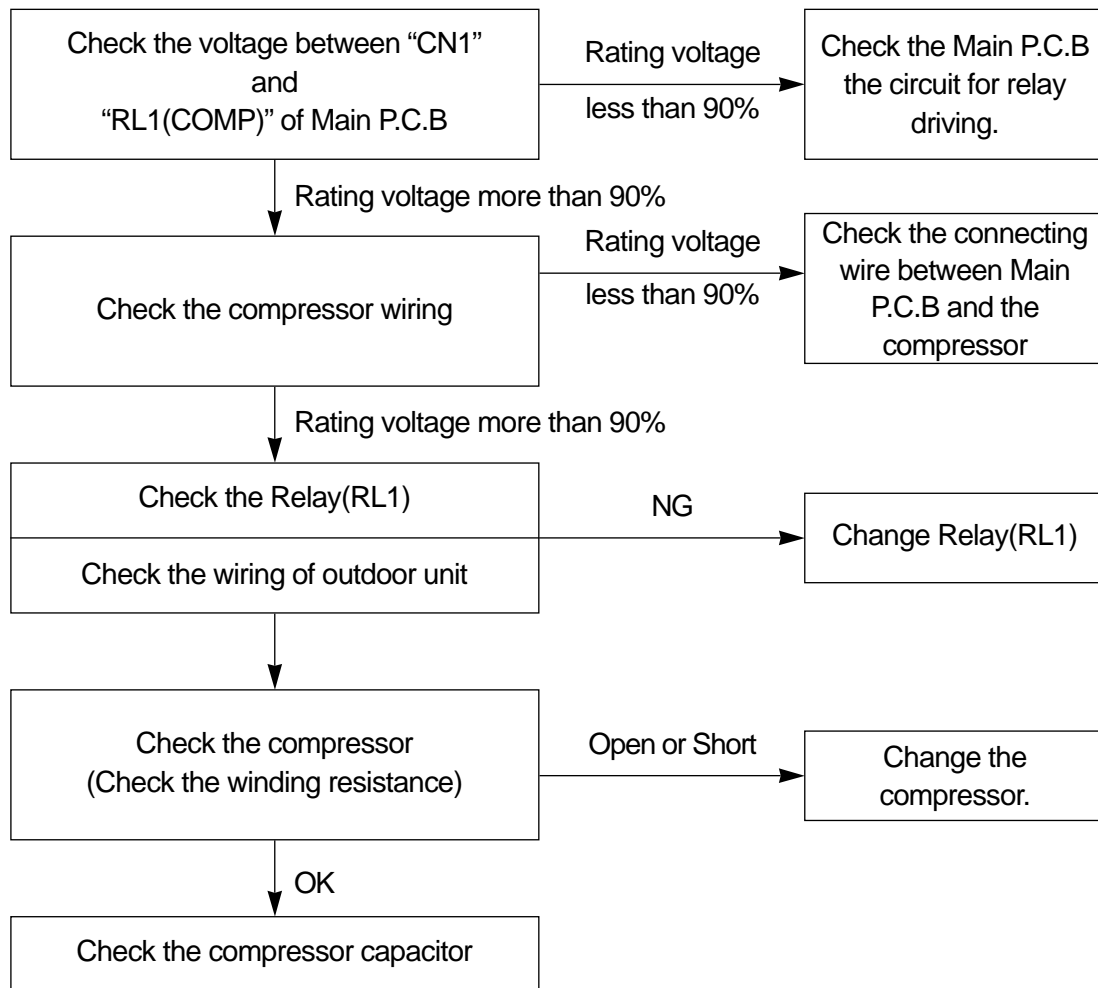 Check the voltage between “CN1”
and
“RL1(COMP)” of Main P.C.B
Rating voltage
less than 90%
Check the Main P.C.B
the circuit for relay
driving.
Rating voltage more than 90%
Check the compressor wiring
Rating voltage
less than 90%
Check the connecting
wire between Main
P.C.B and the
compressor
Rating voltage more than 90%
Check the Relay(RL1)
Check the wiring of outdoor unit
NG
Change Relay(RL1)
Check the compressor
(Check the winding resistance)
Open or Short
Change the
compressor.
OK
Check the compressor capacitor